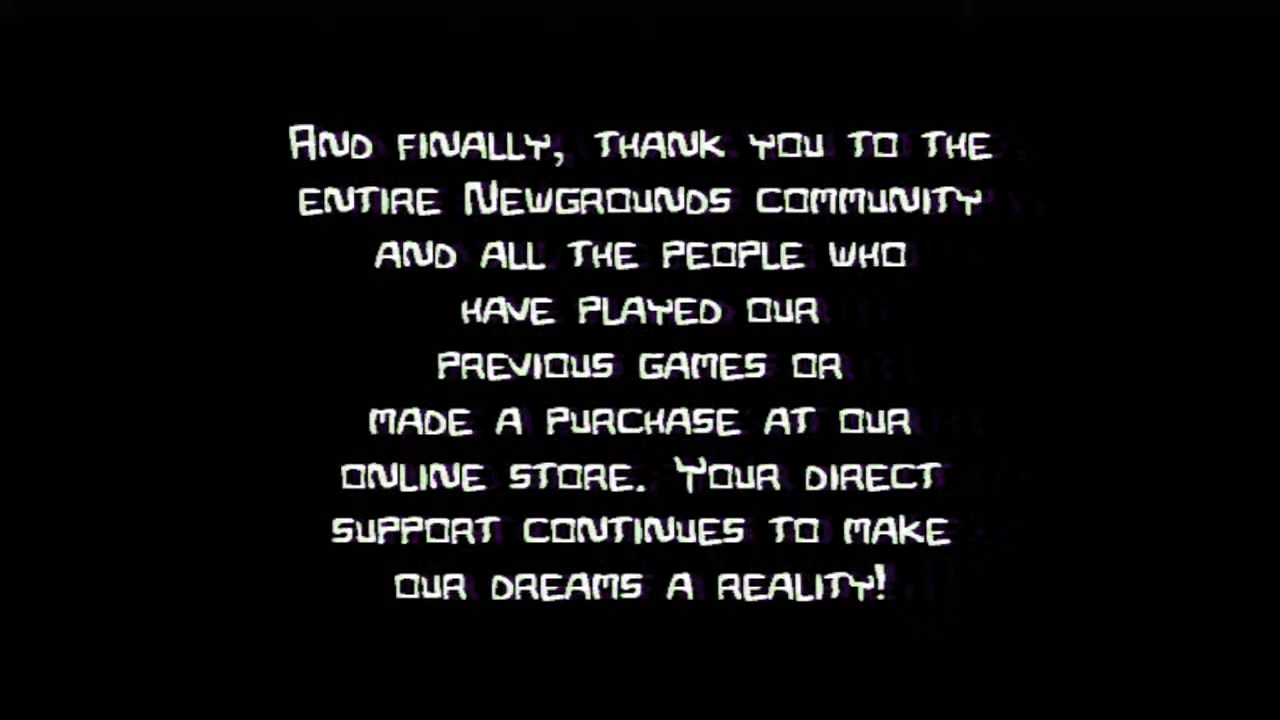 And finally, thank you to the
entire Newgrounds community
and all the people who
have played our
previous games or
made a purchase at our
online store. Your direct
support continues to make
our dreams a reality!